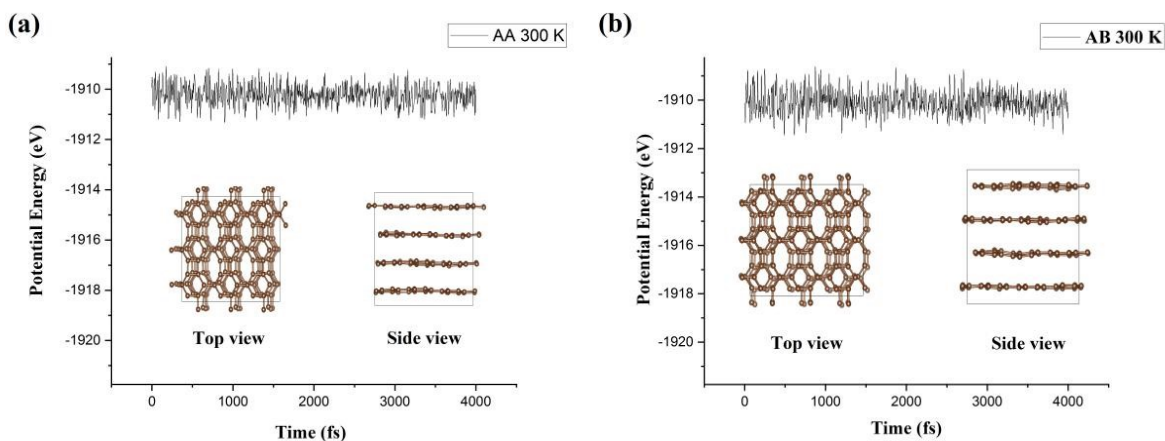 (a)
AA 300 K
-1910
-1912
-1914
-1916
-1918
-1920
Potential Energy (eV)
Top view
Side view
0
1000
2000
3000
4000
Time (fs)
(b)
AB 300 K
-1910
-1912
-1914
-1916
-1918
-1920
Potential Energy (eV)
Top view
Side view
0
1000
2000
3000
4000
Time (fs)